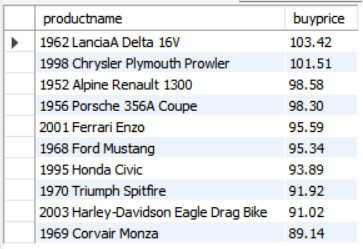 productname buyprice
1962 LanciaA Delta 16V 103.42
1998 Chrysler Plymouth Prowler 101.51
1952 Alpine Renault 1300 98.58
1956 Porsche 356A Coupe 98.30
2001 Ferrari Enzo 95.59
1968 Ford Mustang 95.34
1995 Honda Civic 93.89
1970 Triumph Spitfire 91.92
2003 Harley-Davidson Eagle Drag Bike 91.02
1969 Corvair Monza 89.14